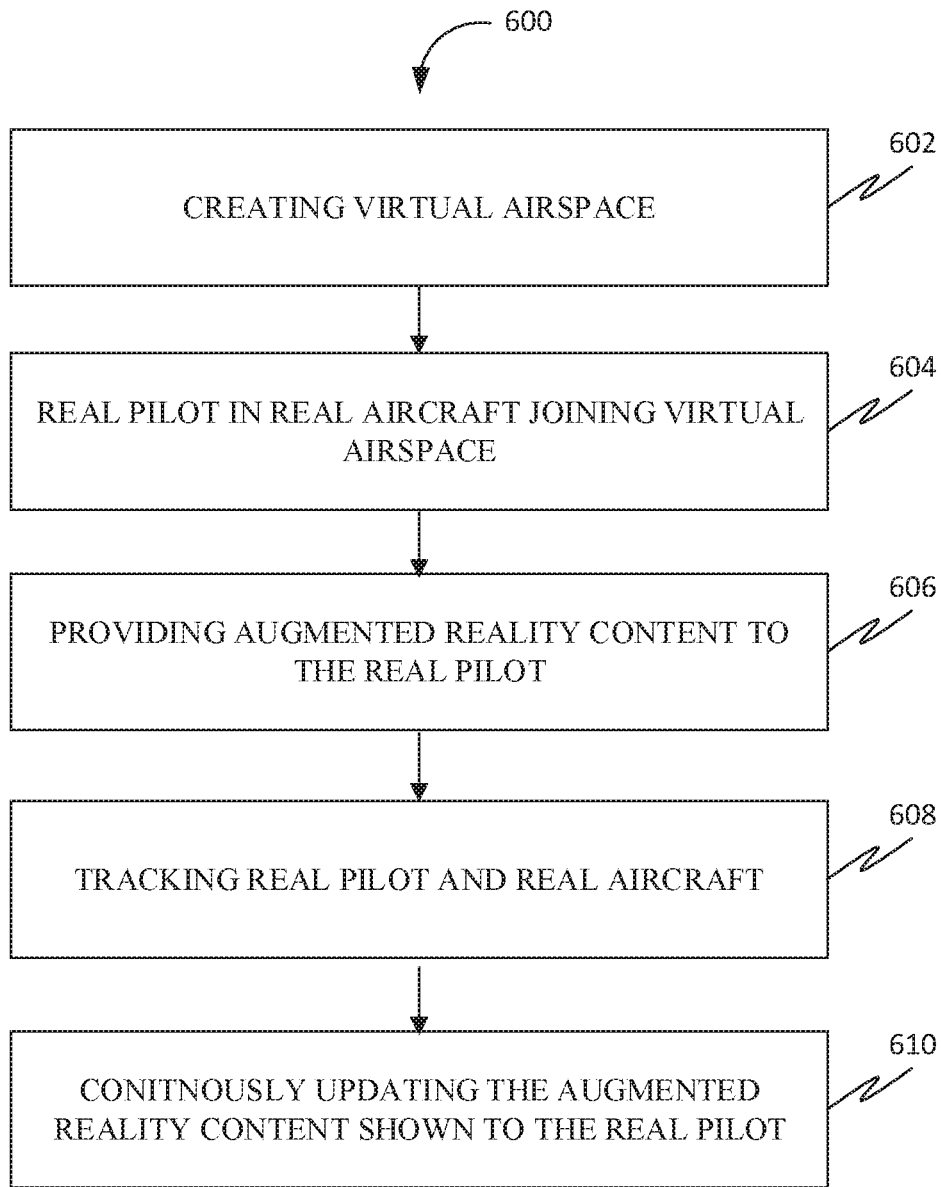 600
602
CREATING VIRTUAL AIRSPACE
604
REAL PILOT IN REAL AIRCRAFT JOINING VIRTUAL
AIRSPACE
606
PROVIDING AUGMENTED REALITY CONTENT TO
THE REAL PILOT
608
TRACKING REAL PILOT AND REAL AIRCRAFT
610
CONITNOUSLY UPDATING THE AUGMENTED
REALITY CONTENT SHOWN TO THE REAL PILOT